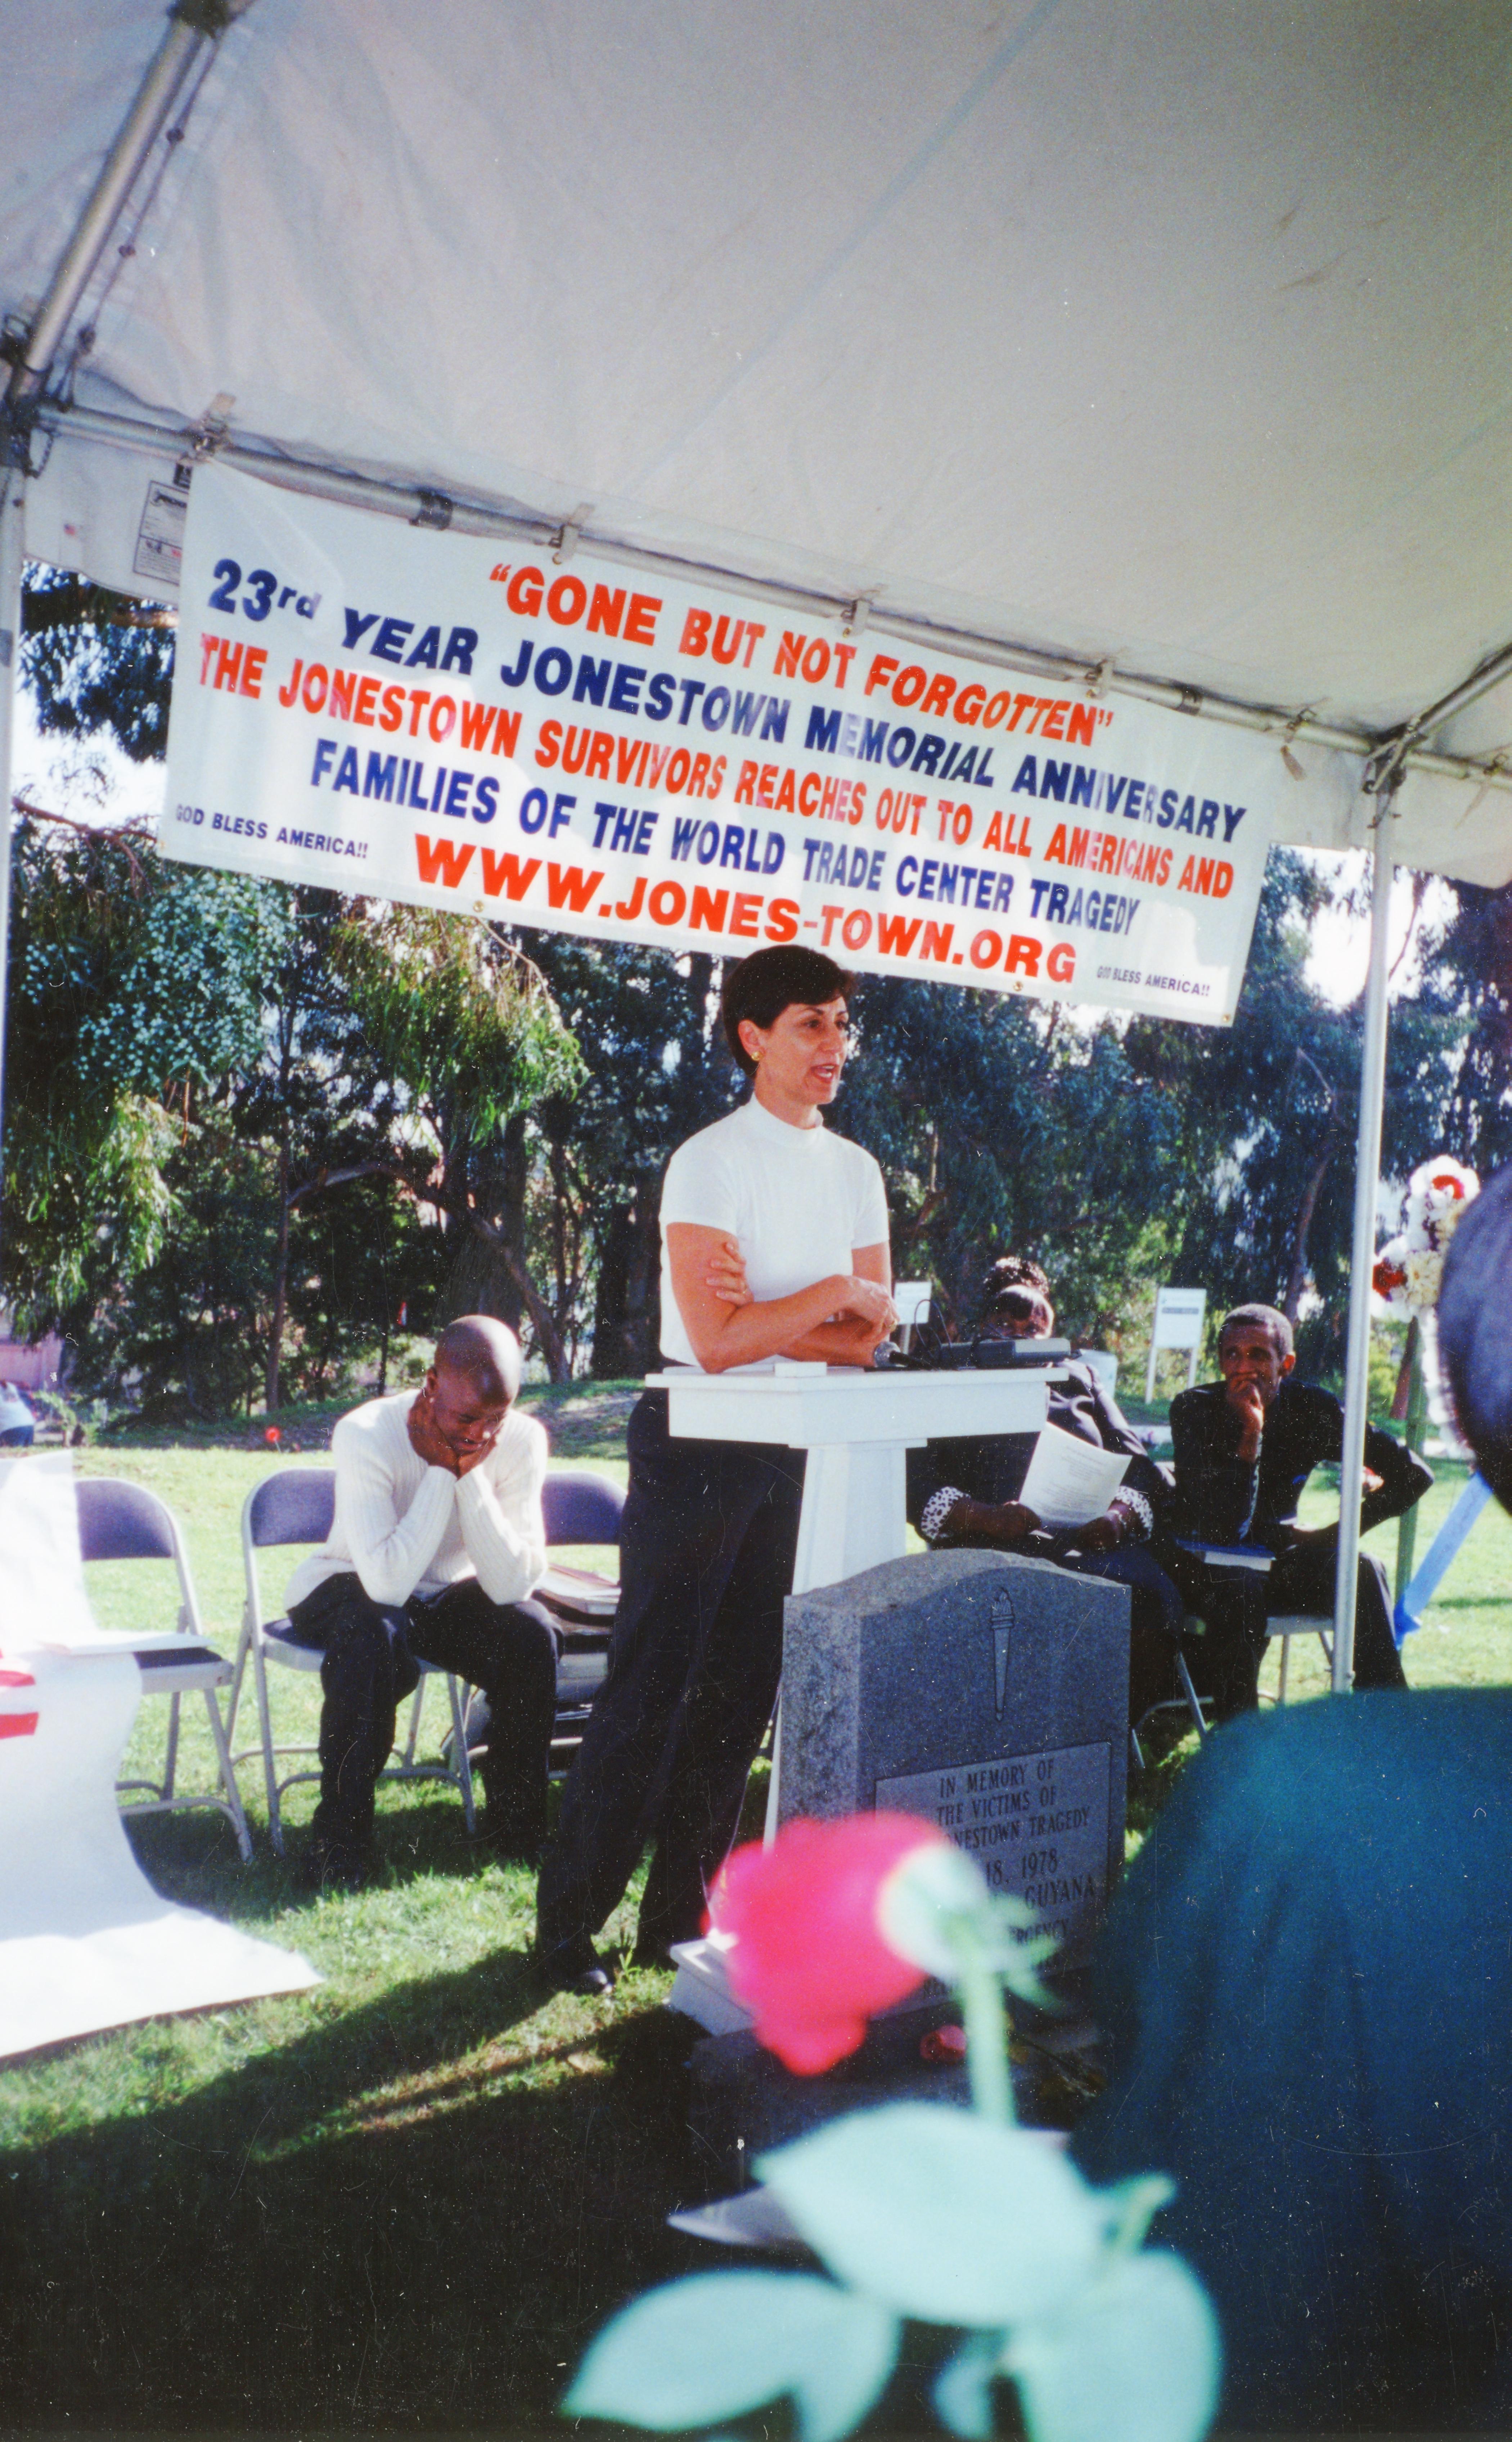 "GONE BUT NOT FORGOTTEN"
23rd YEAR JONESTOWN MEMORIAL ANNIVERSARY
THE JONESTOWN SURVIVORS REACHES OUT TO ALL AMERICANS AND
FAMILIES OF THE WORLD TRADE CENTER TRAGEDY
GOD BLESS AMERICA!!
WWW.JONES-TOWN.ORG
GOD BLESS AMERICA!!
IN MEMORY OF
THE VICTIMS OF
TRAGEDY
18, 1978
GUYANA